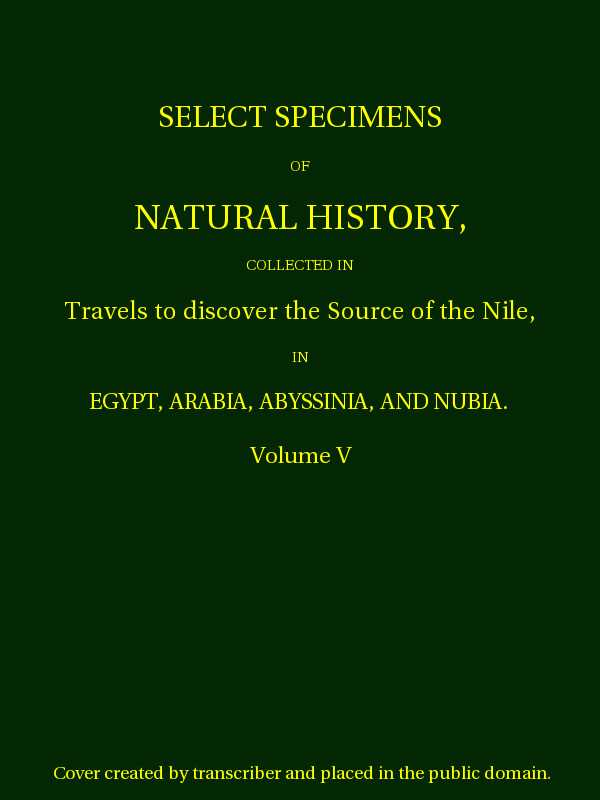 SELECT SPECIMENS
OF
NATURAL HISTORY,
COLLECTED IN
Travels to discover the Source of the Nile,
IN
EGYPT, ARABIA, ABYSSINIA, AND NUBIA.
Volume V
Cover created by transcriber and placed in the public domain.